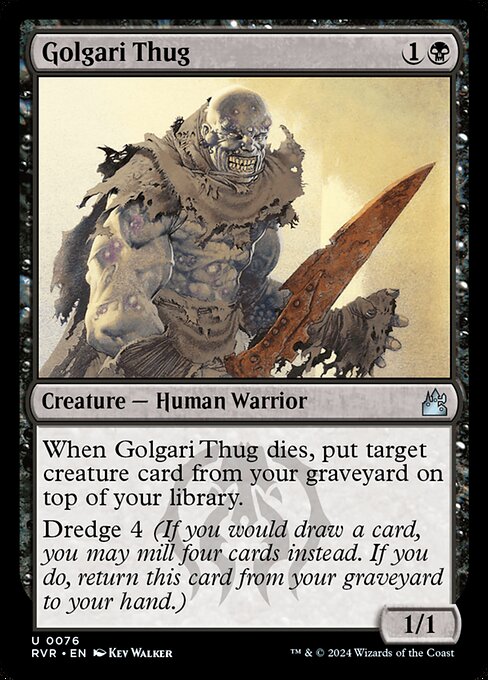 Golgari Thug 1
Creature — Human Warrior
When Golgari Thug dies, put target
creature card from your graveyard on
top of your library.
Dredge 4 (If you would draw a card,
you may mill four cards instead. If you
do, return this card from your graveyard
to your hand.)
1/1
U 0076
RVR • EN Key Walker
™ & © 2024 Wizards of the Coast